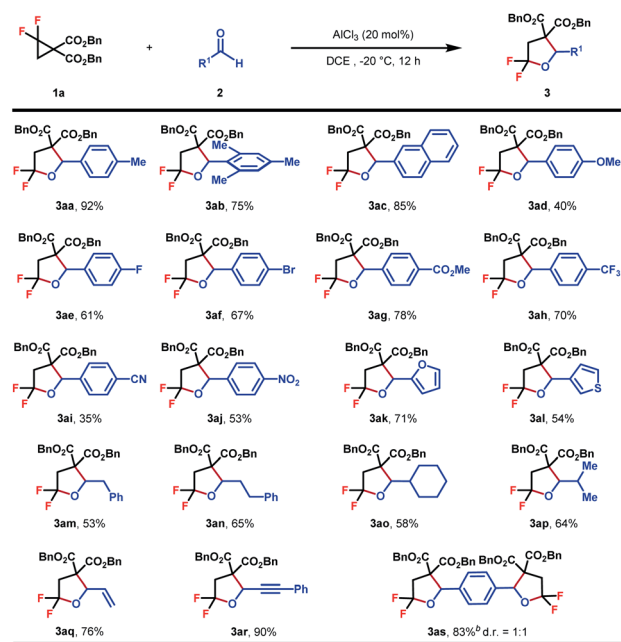 F F CO₂Bn CO₂Bn
1a
+
O R¹ H
2
AlCl₃ (20 mol%)
DCE , -20 °C, 12 h
BnO₂C CO₂Bn R¹ O F F
3
BnO₂C CO₂Bn F F O Me
3aa, 92%
BnO₂C CO₂Bn Me Me Me F F O
3ab, 75%
BnO₂C CO₂Bn F F O
3ac, 85%
BnO₂C CO₂Bn F F O OMe
3ad, 40%
BnO₂C CO₂Bn F F O F
3ae, 61%
BnO₂C CO₂Bn F F O Br
3af, 67%
BnO₂C CO₂Bn F F O CO₂Me
3ag, 78%
BnO₂C CO₂Bn F F O CF₃
3ah, 70%
BnO₂C CO₂Bn F F O CN
3ai, 35%
BnO₂C CO₂Bn F F O NO₂
3aj, 53%
BnO₂C CO₂Bn F F O O
3ak, 71%
BnO₂C CO₂Bn F F O S
3al, 54%
BnO₂C CO₂Bn F F O Ph
3am, 53%
BnO₂C CO₂Bn F F O Ph
3an, 65%
BnO₂C CO₂Bn F F O
3ao, 58%
BnO₂C CO₂Bn F F O Me Me
3ap, 64%
BnO₂C CO₂Bn F F O
3aq, 76%
BnO₂C CO₂Bn F F O Ph
3ar, 90%
BnO₂C CO₂Bn BnO₂C CO₂Bn F F O O F F
3as, 83%ᵇ d.r. = 1:1